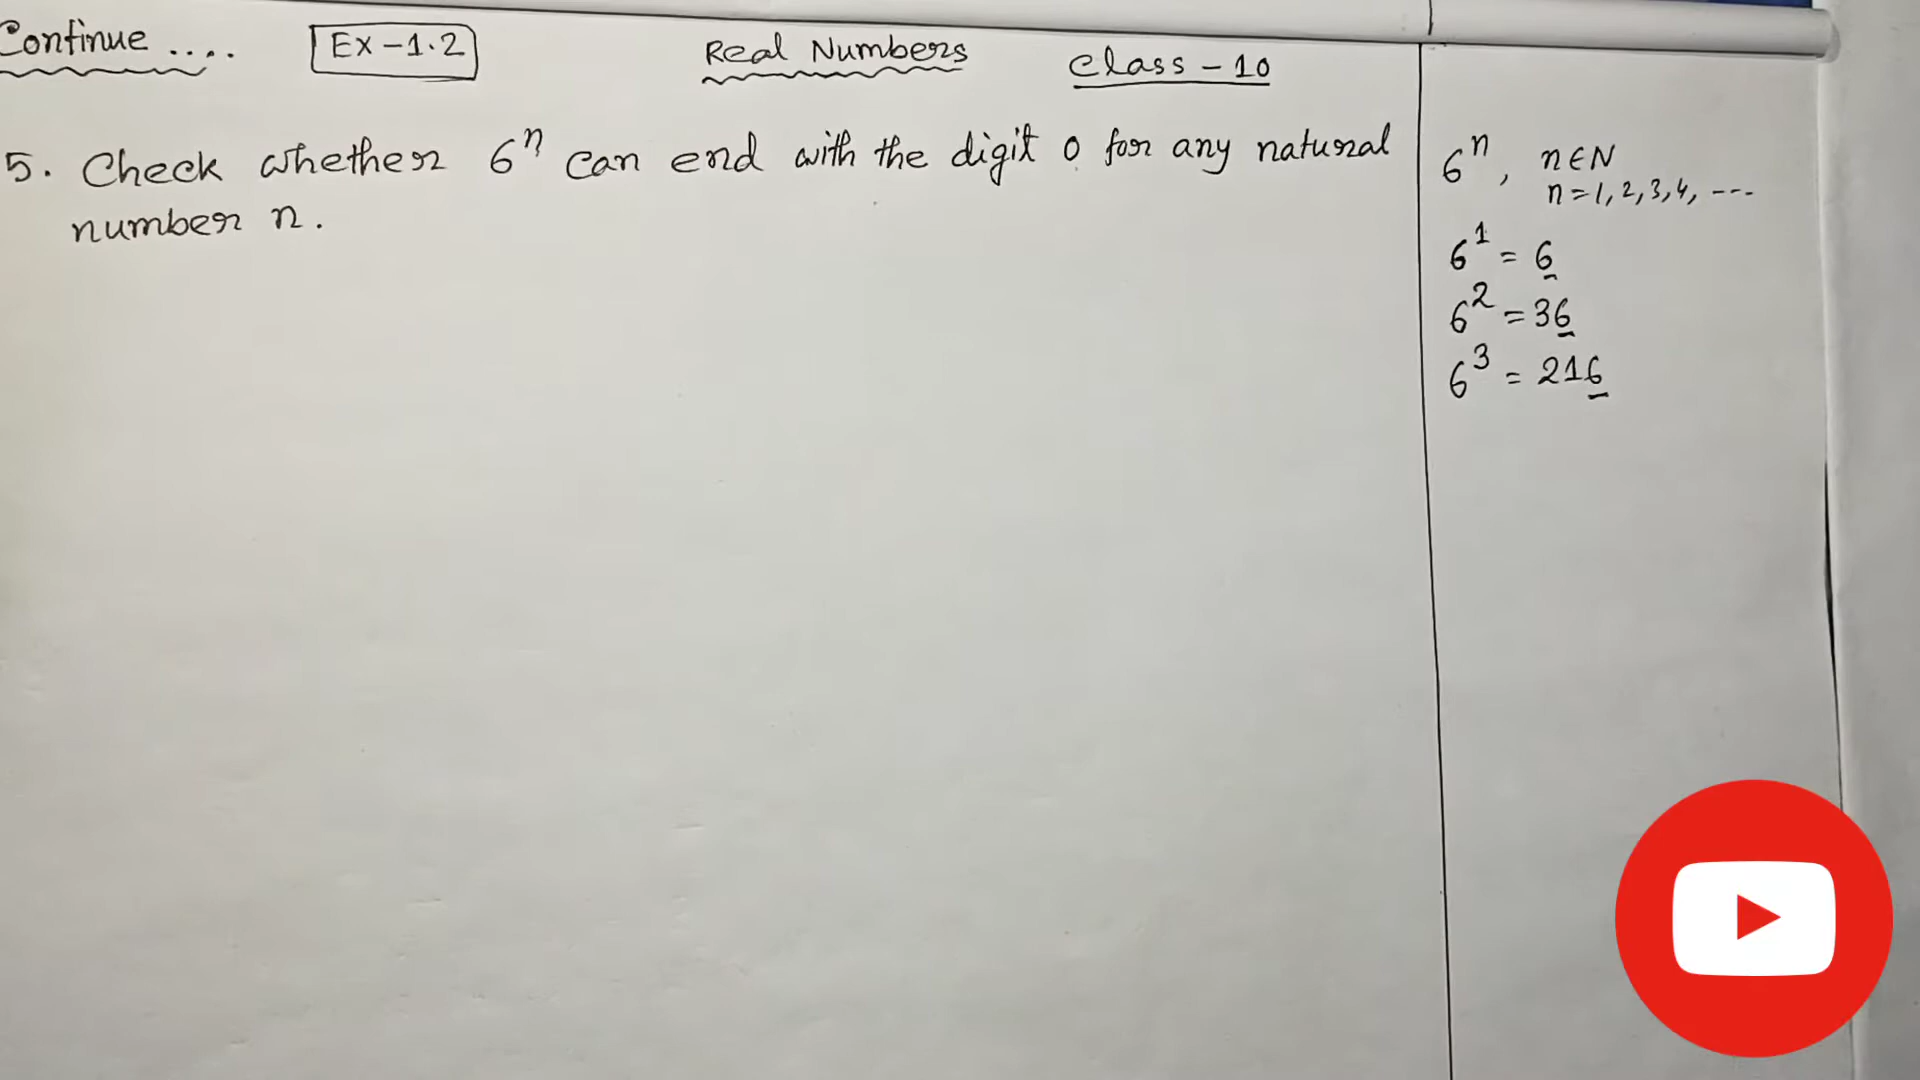 Continue ....
Ex-1.2
Real Numbers
Class - 10
5. Check whether 6ⁿ can end with the digit 0 for any natural
number n.
6ⁿ, n∈N
n=1,2,3,4, ---
6¹ = 6
6² = 36
6³ = 216